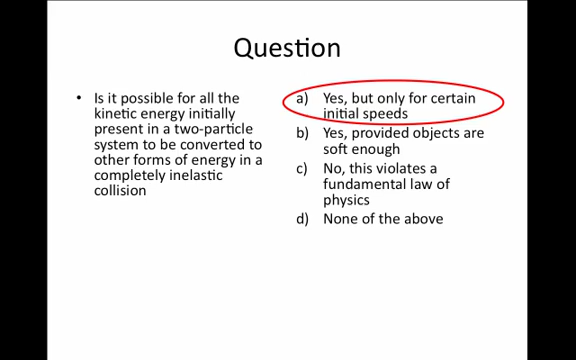 Question
• Is it possible for all the
kinetic energy initially
present in a two-particle
system to be converted to
other forms of energy in a
completely inelastic
collision
a) Yes, but only for certain
initial speeds
b) Yes, provided objects are
soft enough
c) No, this violates a
fundamental law of
physics
d) None of the above